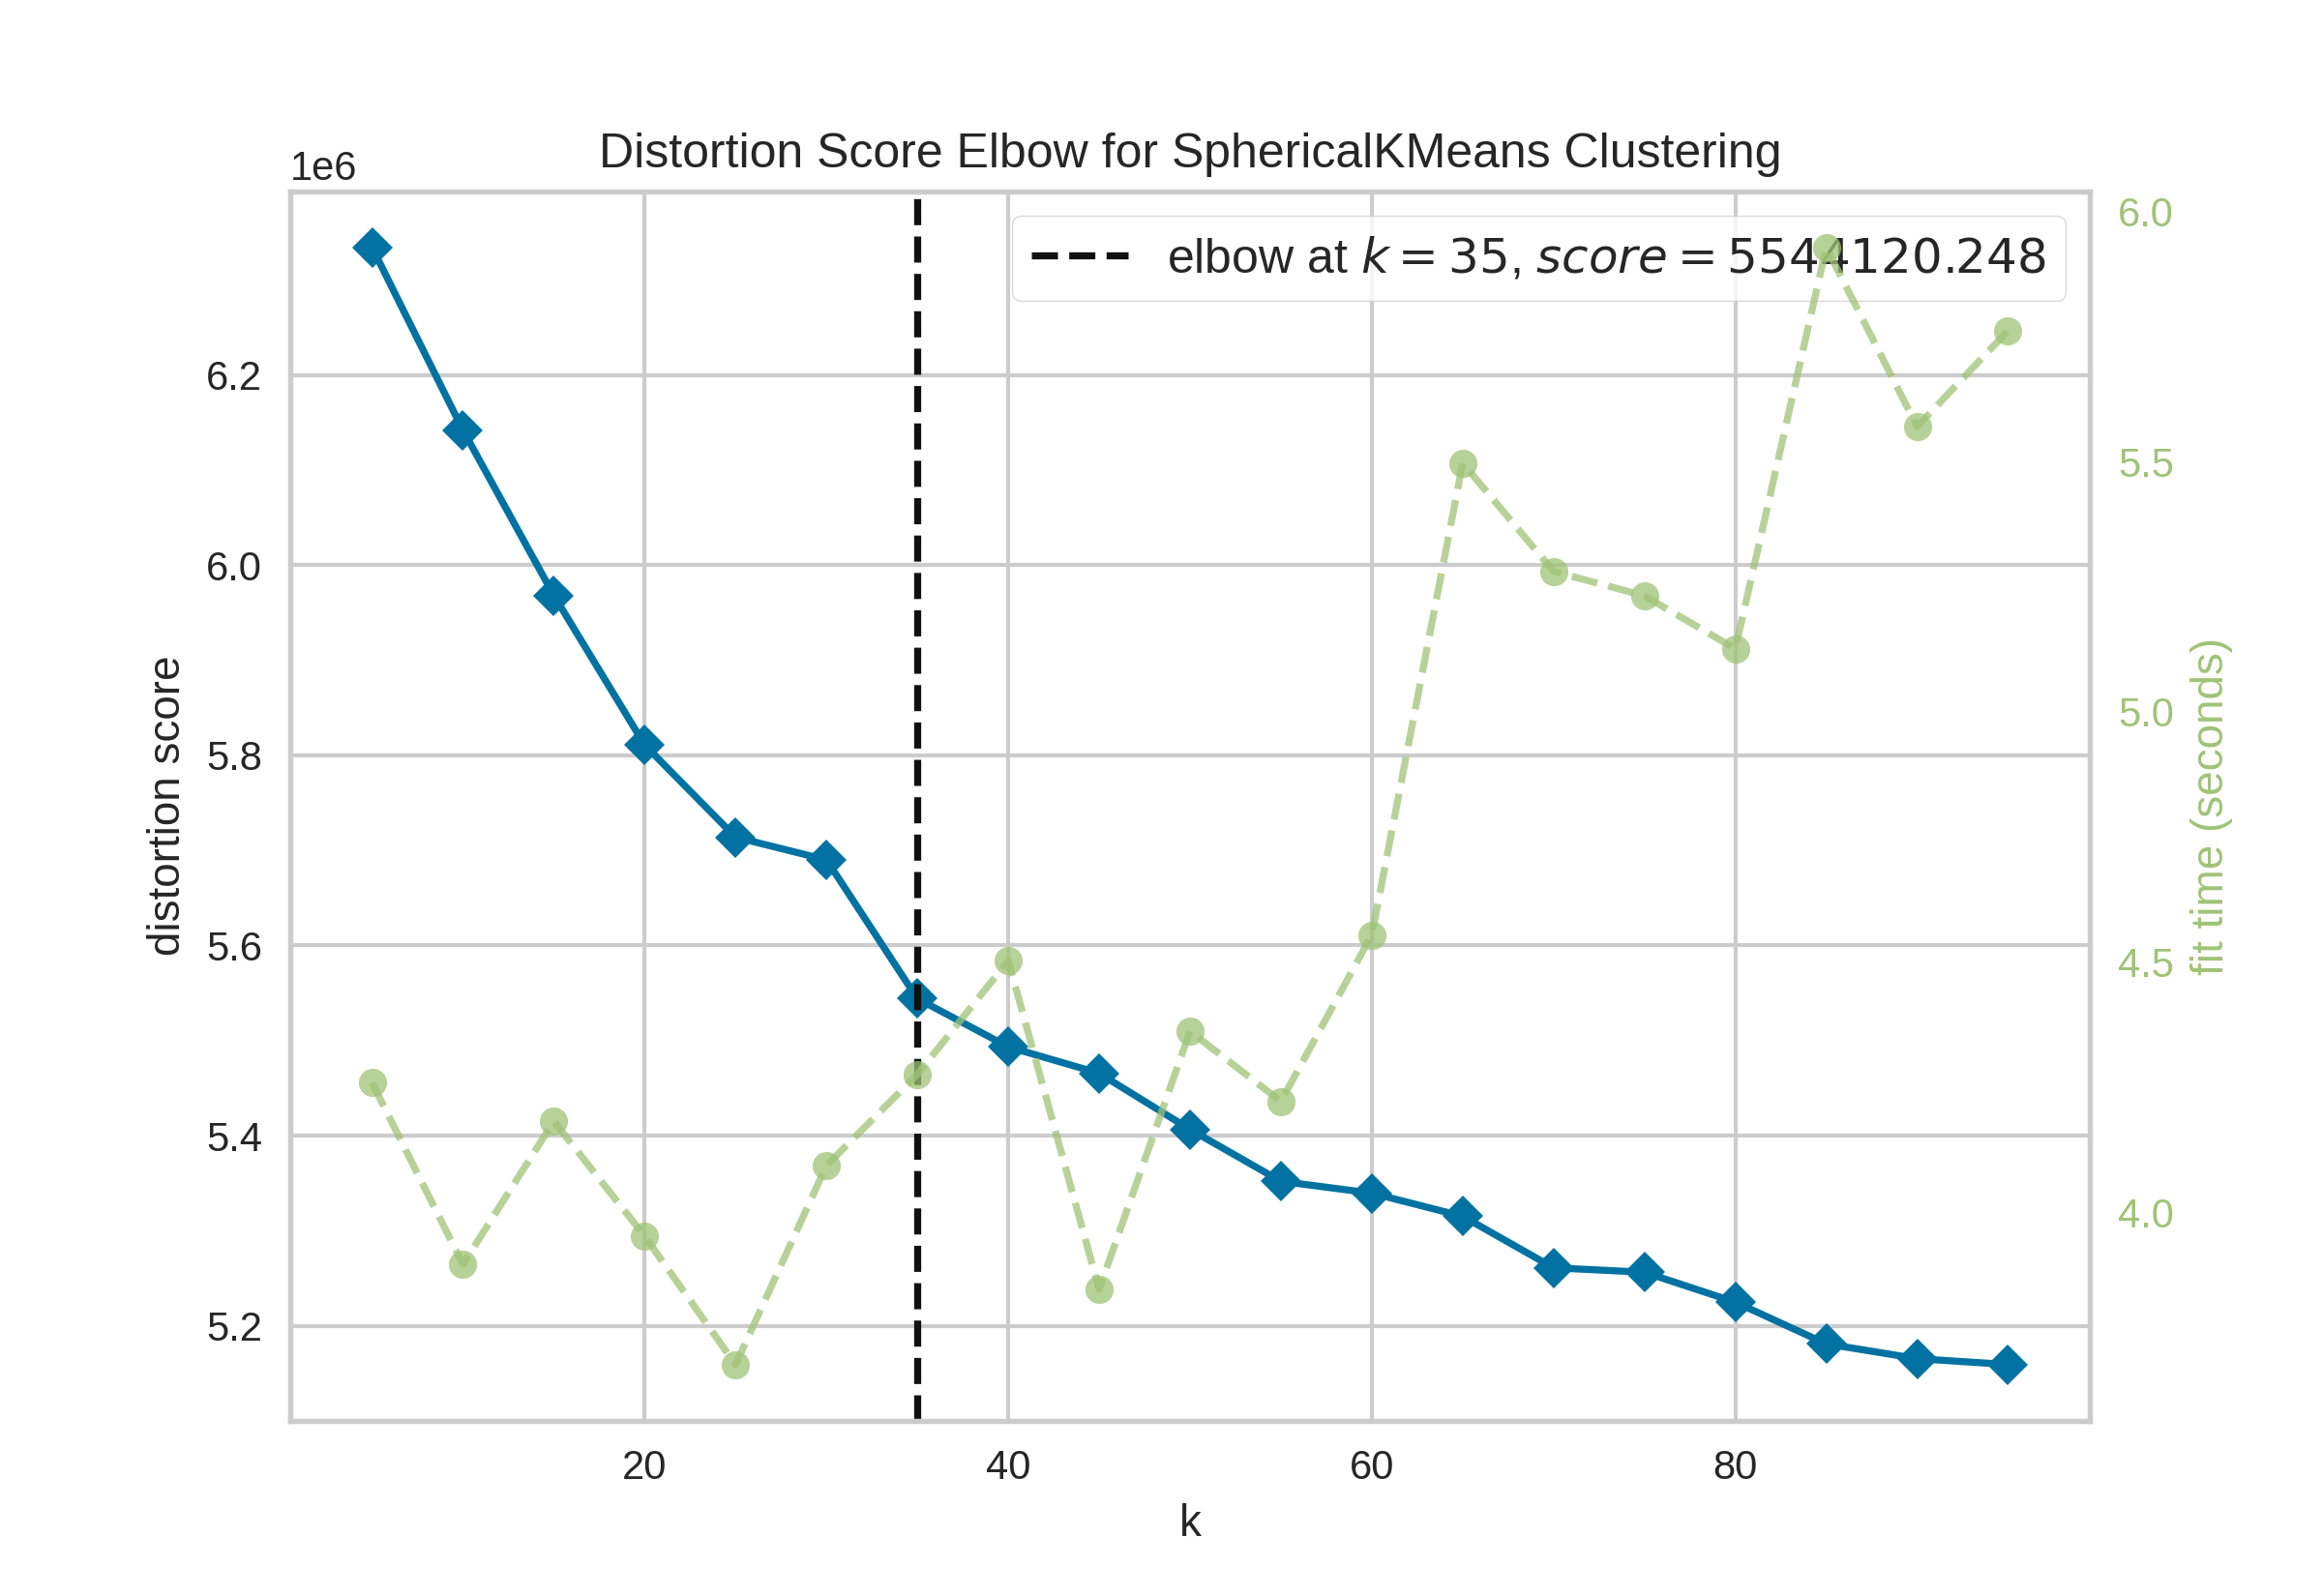 Distortion Score Elbow for SphericalKMeans Clustering
1e6
elbow at k = 35, score = 5544120.248
6.2
6.0
5.8
5.6
5.4
5.2
distortion score
20 40 60 80
k
6.0
5.5
5.0
4.5
4.0
fit time (seconds)